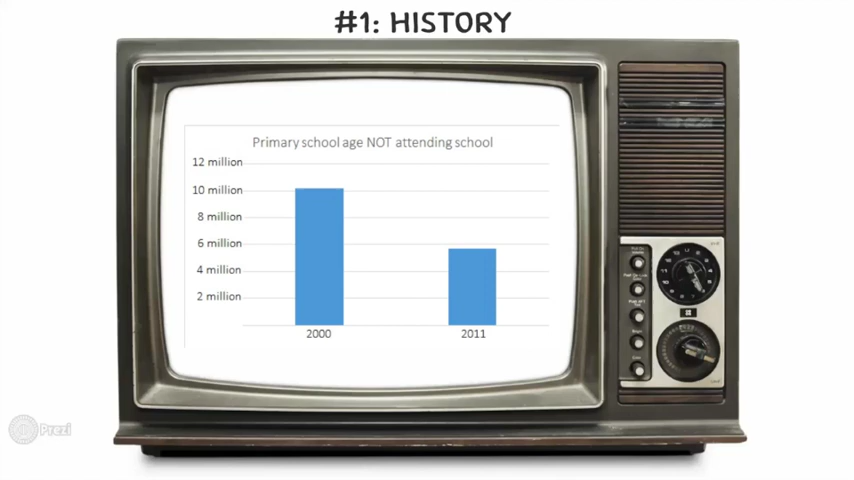 #1: HISTORY
Primary school age NOT attending school
12 million
10 million
8 million
6 million
4 million
2 million
2000
2011
Prezi